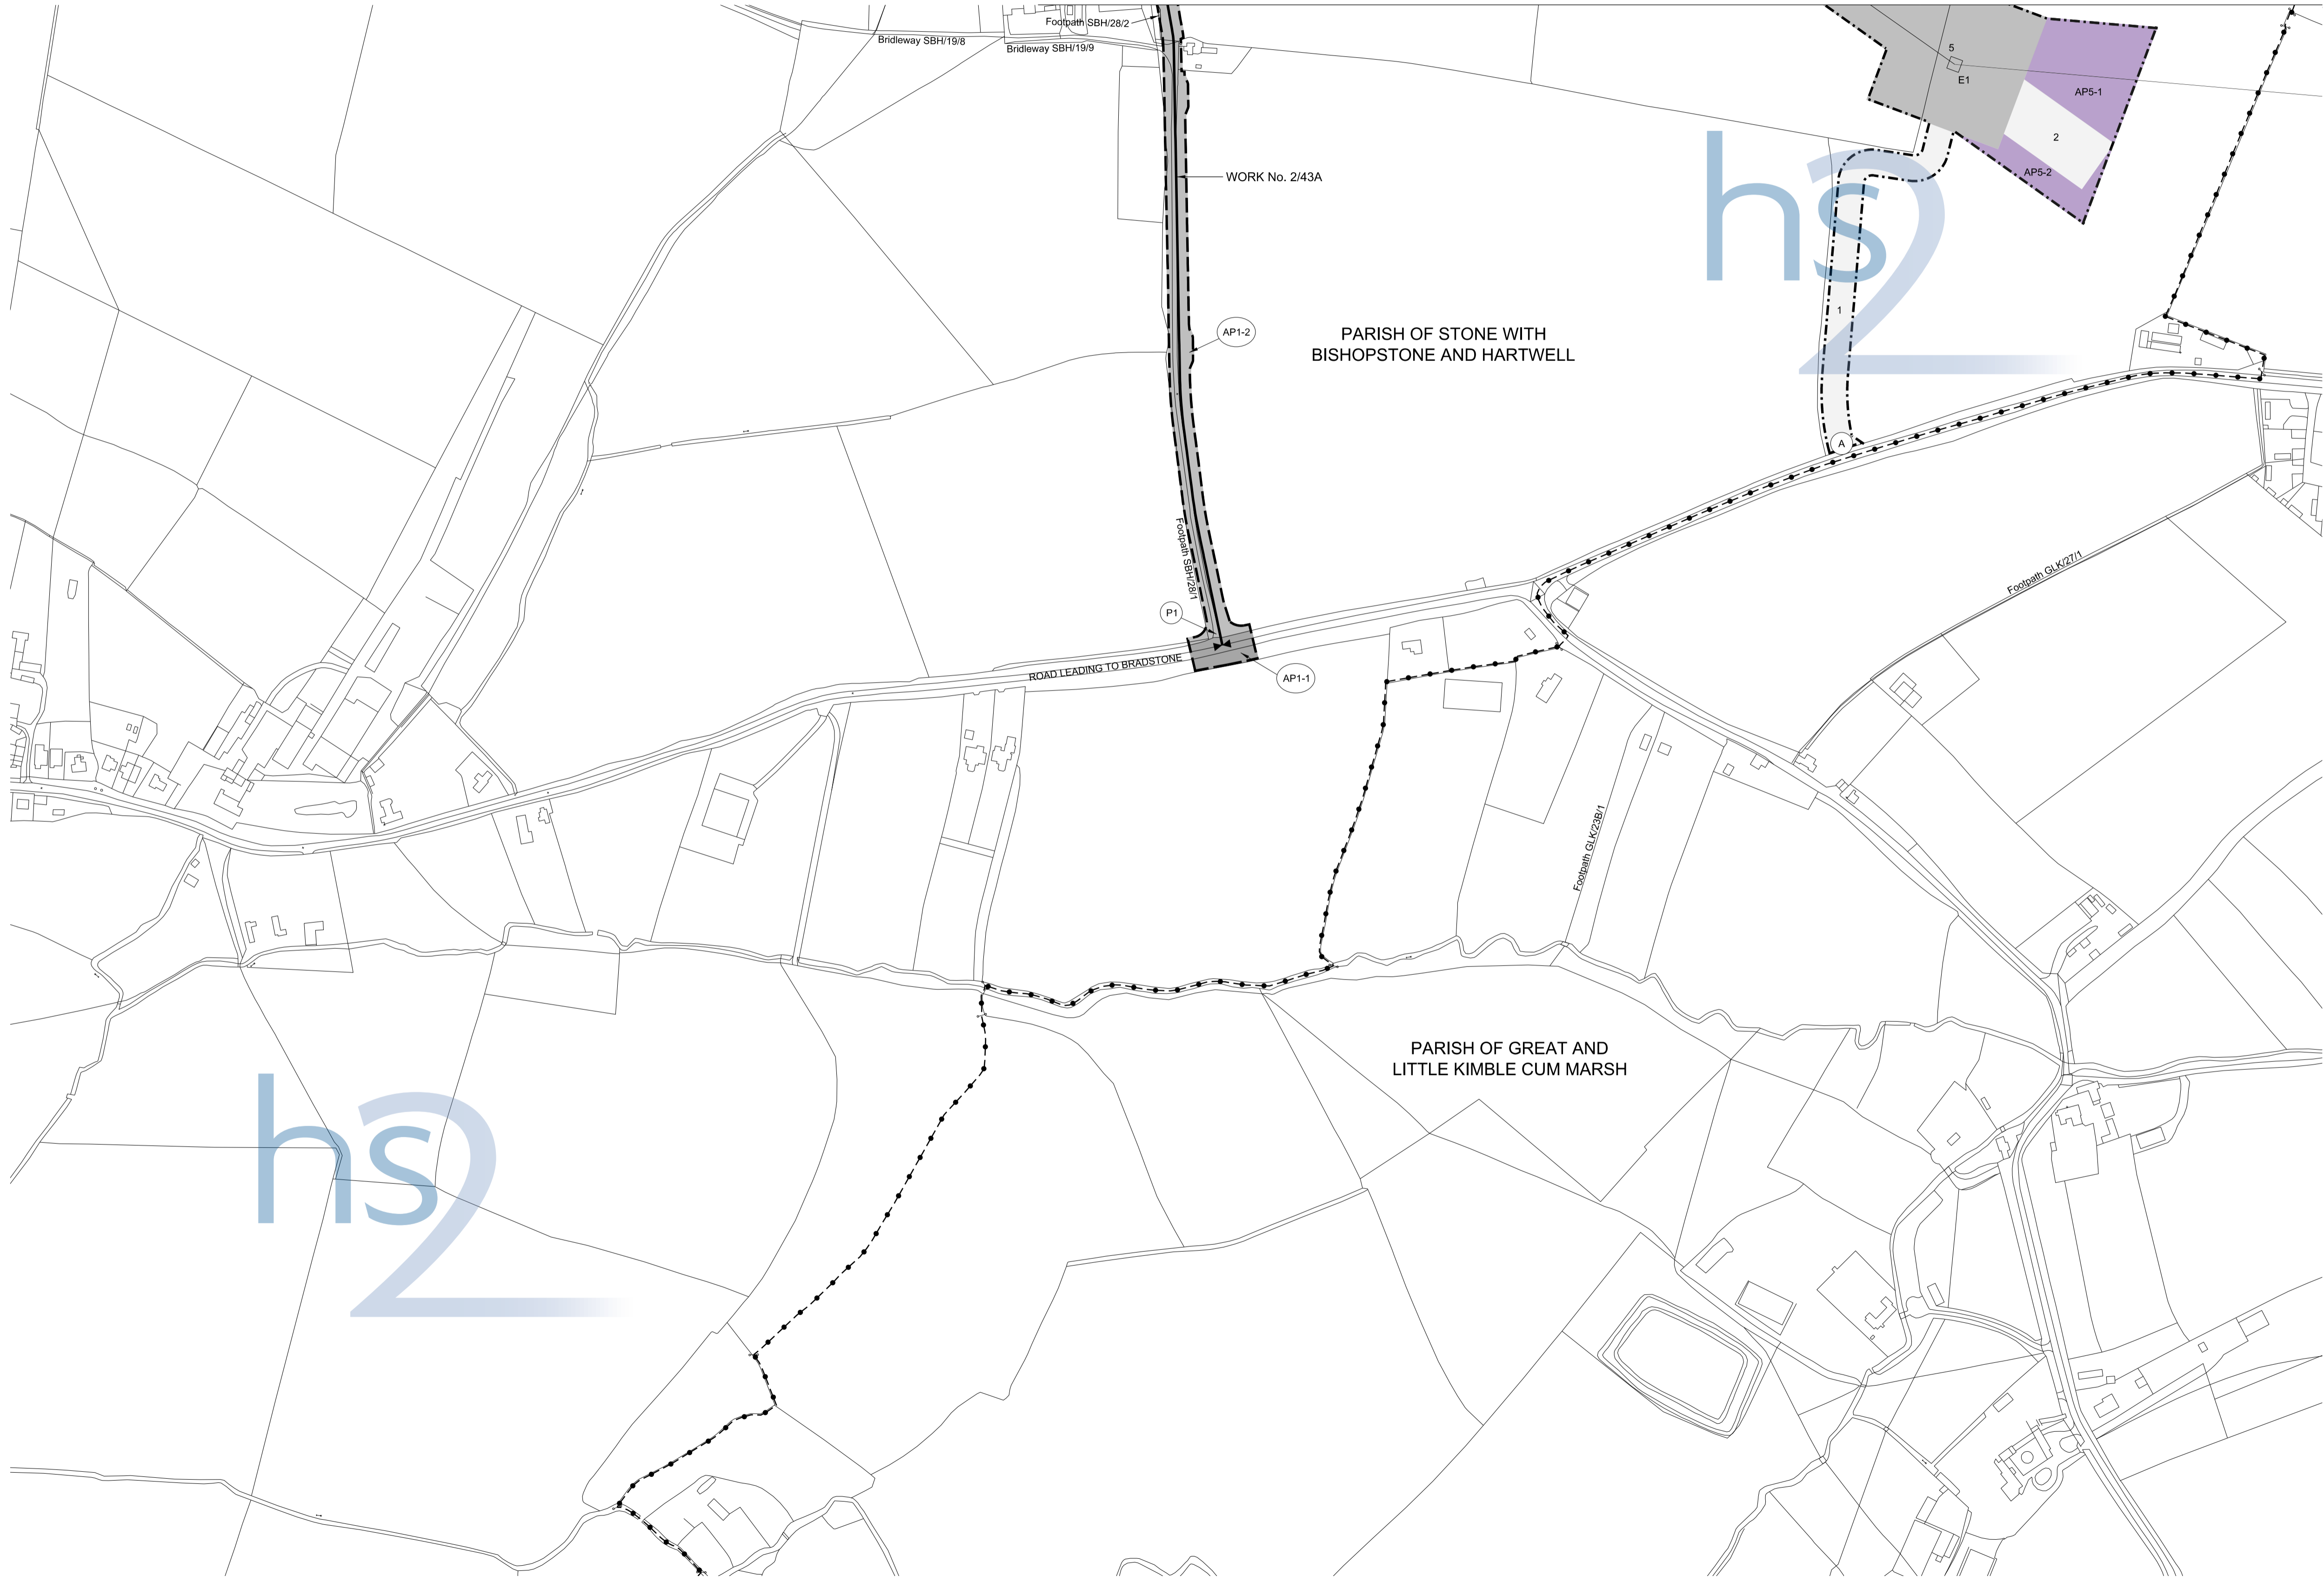 Footpath SBH/28/2
Bridleway SBH/19/8
Bridleway SBH/19/9
5
E1
AP5-1
2
AP5-2
hs2
WORK No. 2/43A
1
AP1-2
PARISH OF STONE WITH
BISHOPSTONE AND HARTWELL
A
Footpath SBH/28/1
Footpath GLK/27/1
P1
ROAD LEADING TO BRADSTONE
AP1-1
Footpath GLK/23B/1
PARISH OF GREAT AND
LITTLE KIMBLE CUM MARSH
hs2